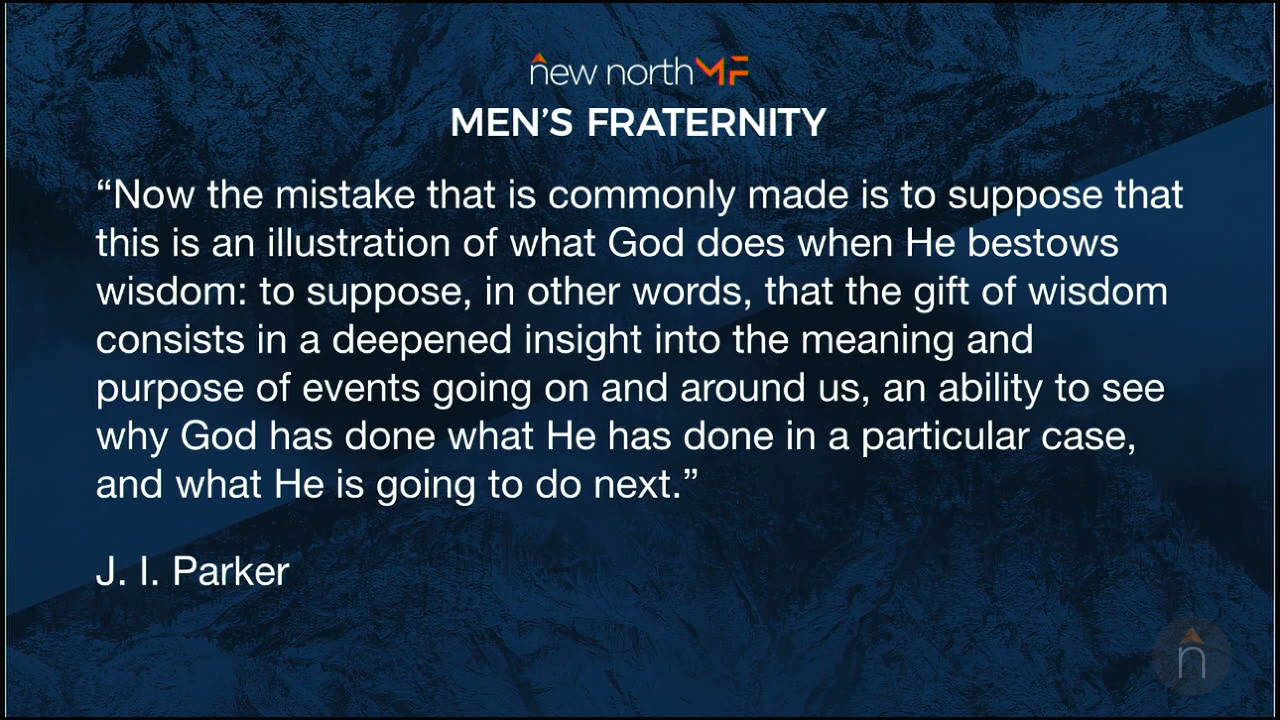 new north MF
MEN'S FRATERNITY
“Now the mistake that is commonly made is to suppose that
this is an illustration of what God does when He bestows
wisdom: to suppose, in other words, that the gift of wisdom
consists in a deepened insight into the meaning and
purpose of events going on and around us, an ability to see
why God has done what He has done in a particular case,
and what He is going to do next.”
J. I. Parker
n